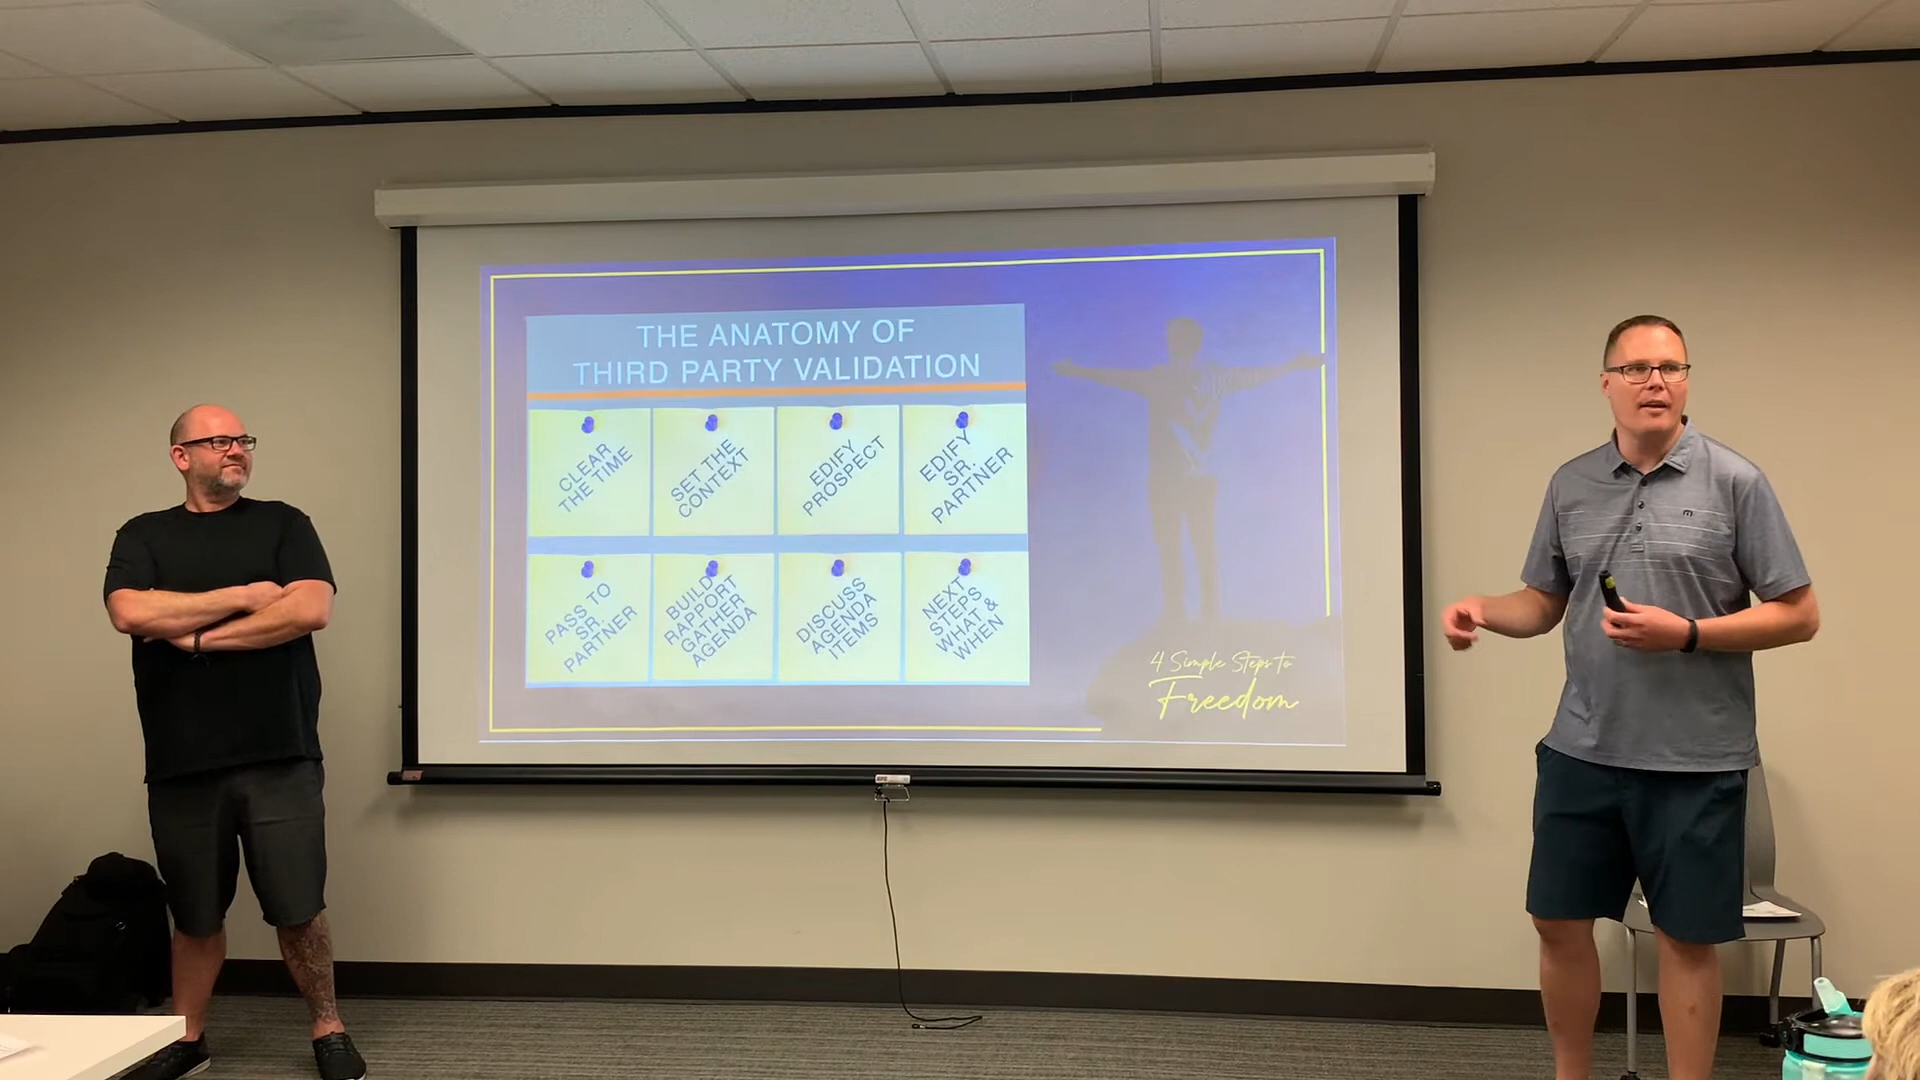 THE ANATOMY OF
THIRD PARTY VALIDATION
CLEAR
THE TIME
SET THE
CONTEXT
EDIFY
PROSPECT
EDIFY
SR.
PARTNER
PASS TO
SR.
PARTNER
BUILD
RAPPORT
GATHER
AGENDA
DISCUSS
AGENDA
ITEMS
NEXT
STEPS
WHAT &
WHEN
4 Simple Steps to
Freedom